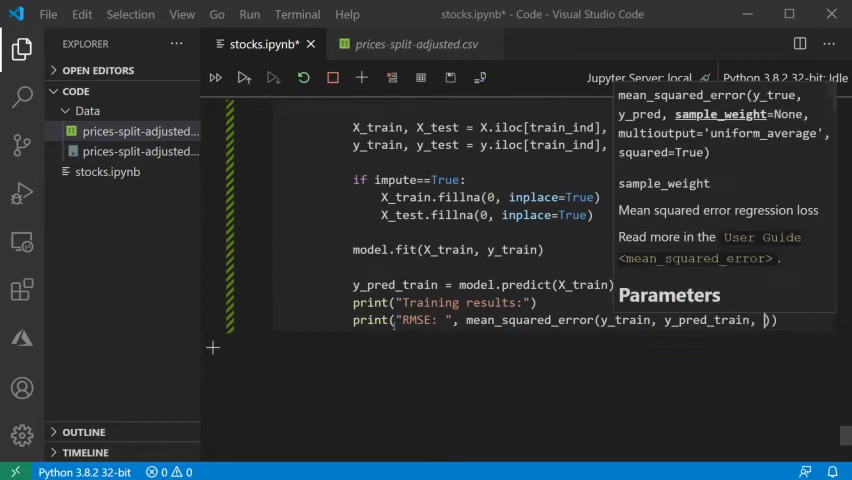 File Edit Selection View Go Run Terminal Help stocks.ipynb* - Code - Visual Studio Code
EXPLORER
OPEN EDITORS
CODE
Data
prices-split-adjusted...
prices-split-adjusted...
stocks.ipynb
OUTLINE
TIMELINE
stocks.ipynb* prices-split-adjusted.csv
Jupyter Server: local Python 3.8.2 32-bit: Idle
X_train, X_test = X.iloc[train_ind],
y_train, y_test = y.iloc[train_ind],
if impute==True:
X_train.fillna(0, inplace=True)
X_test.fillna(0, inplace=True)
model.fit(X_train, y_train)
y_pred_train = model.predict(X_train)
print("Training results:")
print("RMSE: ", mean_squared_error(y_train, y_pred_train, ))
mean_squared_error(y_true,
y_pred, sample_weight=None,
multioutput='uniform_average',
squared=True)
sample_weight
Mean squared error regression loss
Read more in the User Guide
<mean_squared_error>.
Parameters
Python 3.8.2 32-bit 0 0